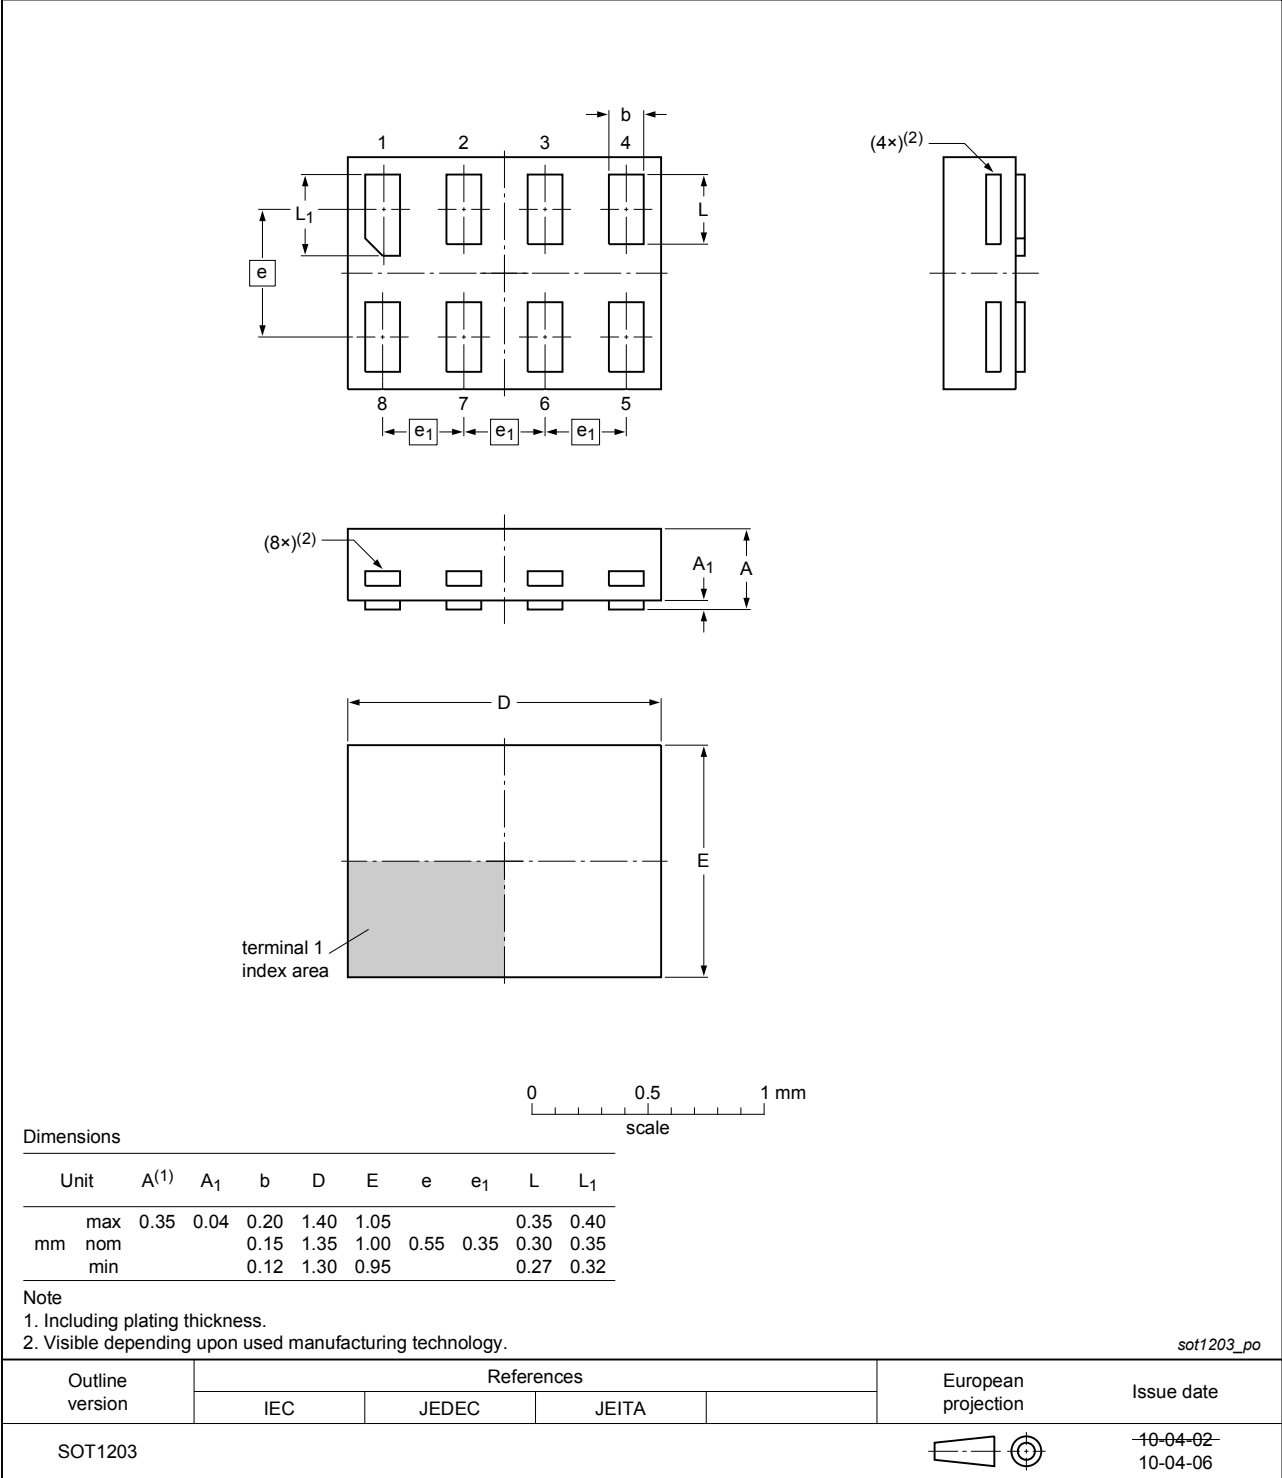 b
(4×)(2)
1 2 3 4
L1
L
e
8 7 6 5
e1 e1 e1
(8×)(2)
A1 A
D
E
terminal 1
index area
0 0.5 1 mm
scale
Dimensions
Unit A(1) A1 b D E e e1 L L1
max 0.35 0.04 0.20 1.40 1.05 0.35 0.40
mm nom 0.15 1.35 1.00 0.55 0.35 0.30 0.35
min 0.12 1.30 0.95 0.27 0.32
Note
1. Including plating thickness.
2. Visible depending upon used manufacturing technology.
sot1203_po
Outline
version
References
IEC JEDEC JEITA
European
projection
Issue date
SOT1203
10-04-02
10-04-06